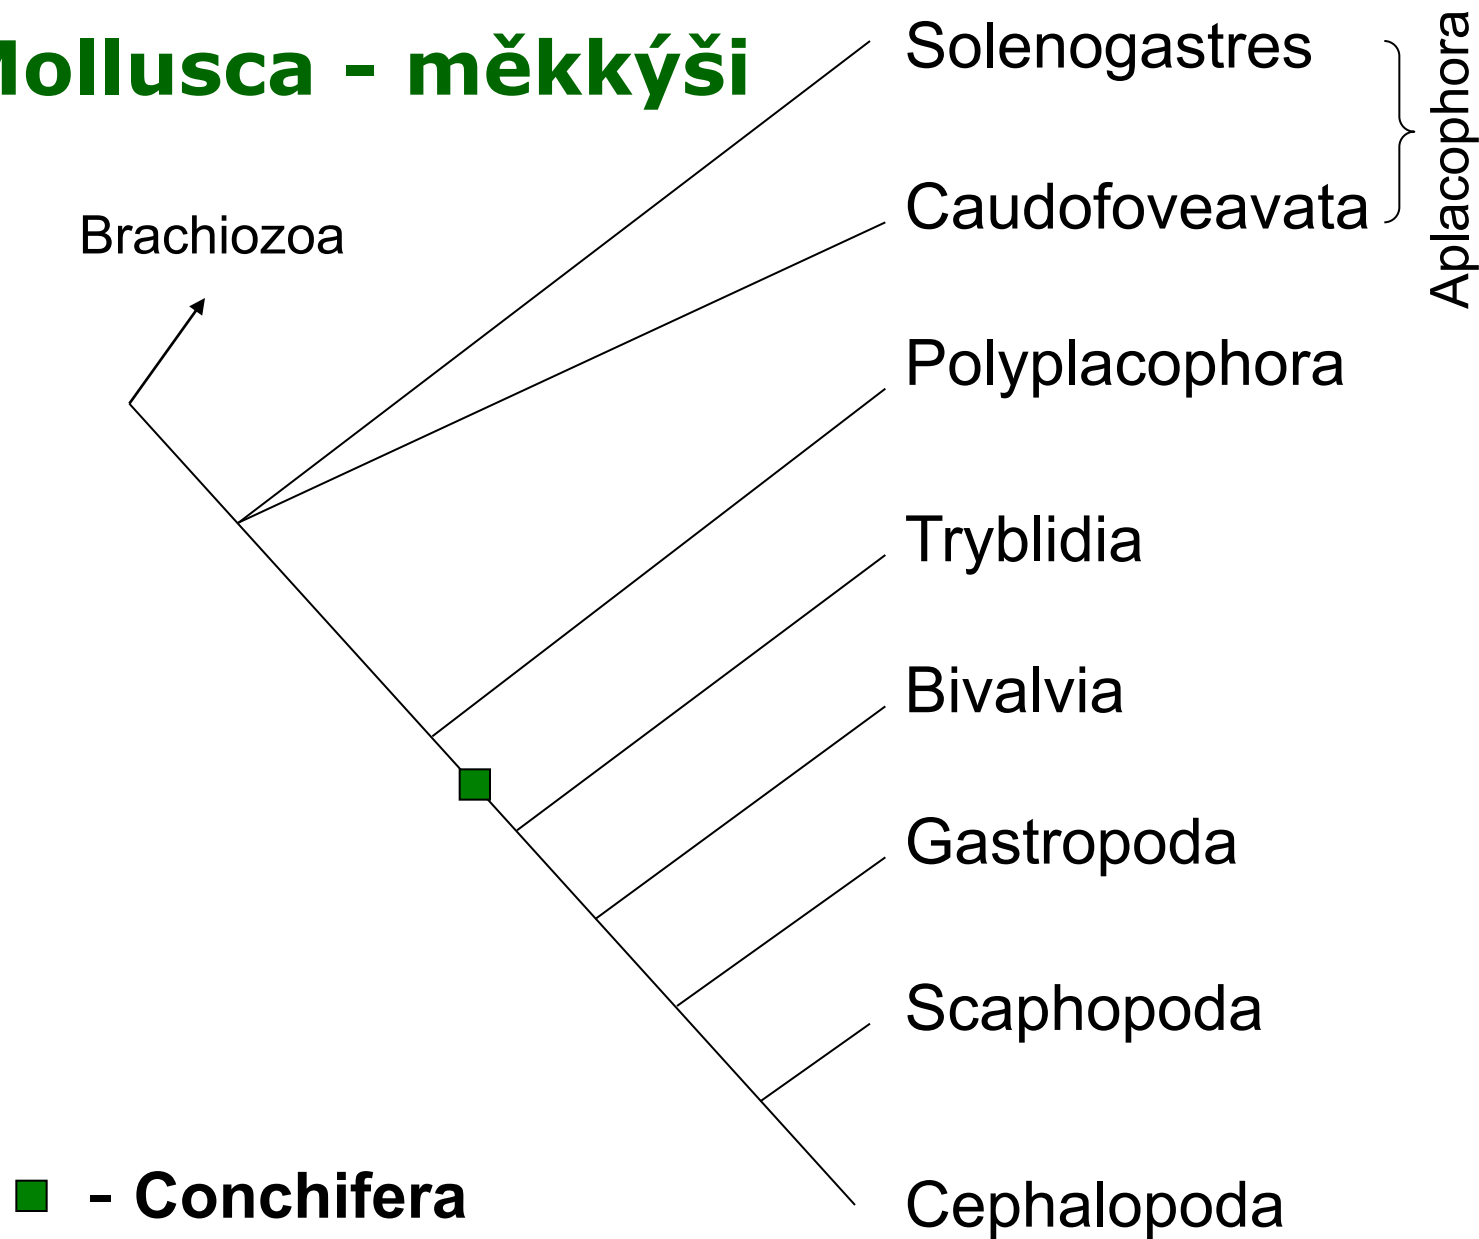 Mollusca - měkkýši
Solenogastres
Caudofoveavata
Aplacophora
Brachiozoa
Polyplacophora
Tryblidia
Bivalvia
Gastropoda
Scaphopoda
- Conchifera
Cephalopoda